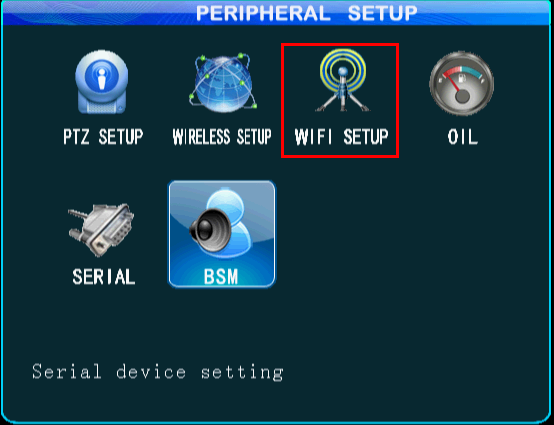 PERIPHERAL SETUP
PTZ SETUP WIRELESS SETUP WIFI SETUP OIL
SERIAL BSM
Serial device setting